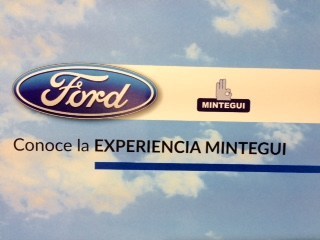 Ford
MINTEGUI
Conoce la EXPERIENCIA MINTEGUI